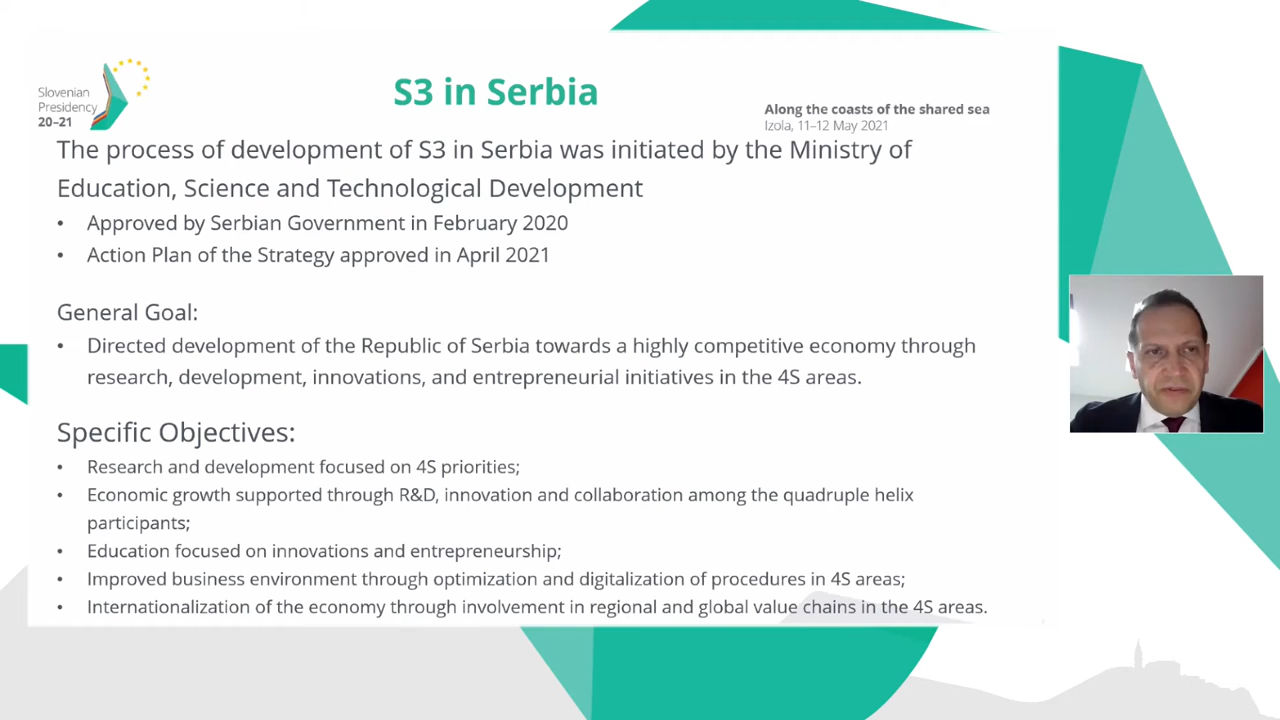 S3 in Serbia
Slovenian
Presidency
20–21
Along the coasts of the shared sea
Izola, 11–12 May 2021
The process of development of S3 in Serbia was initiated by the Ministry of
Education, Science and Technological Development
• Approved by Serbian Government in February 2020
• Action Plan of the Strategy approved in April 2021
General Goal:
• Directed development of the Republic of Serbia towards a highly competitive economy through
research, development, innovations, and entrepreneurial initiatives in the 4S areas.
Specific Objectives:
• Research and development focused on 4S priorities;
• Economic growth supported through R&D, innovation and collaboration among the quadruple helix
participants;
• Education focused on innovations and entrepreneurship;
• Improved business environment through optimization and digitalization of procedures in 4S areas;
• Internationalization of the economy through involvement in regional and global value chains in the 4S areas.